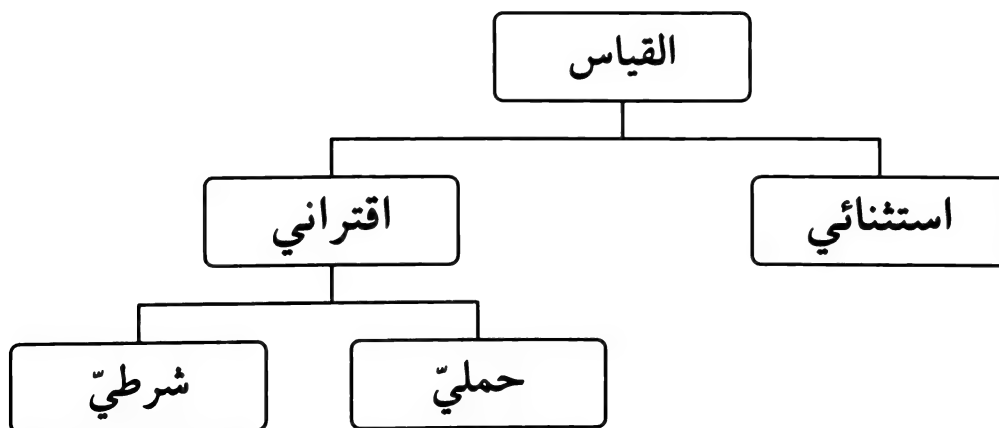 القياس
استثنائي
اقتراني
حمليّ
شرطيّ